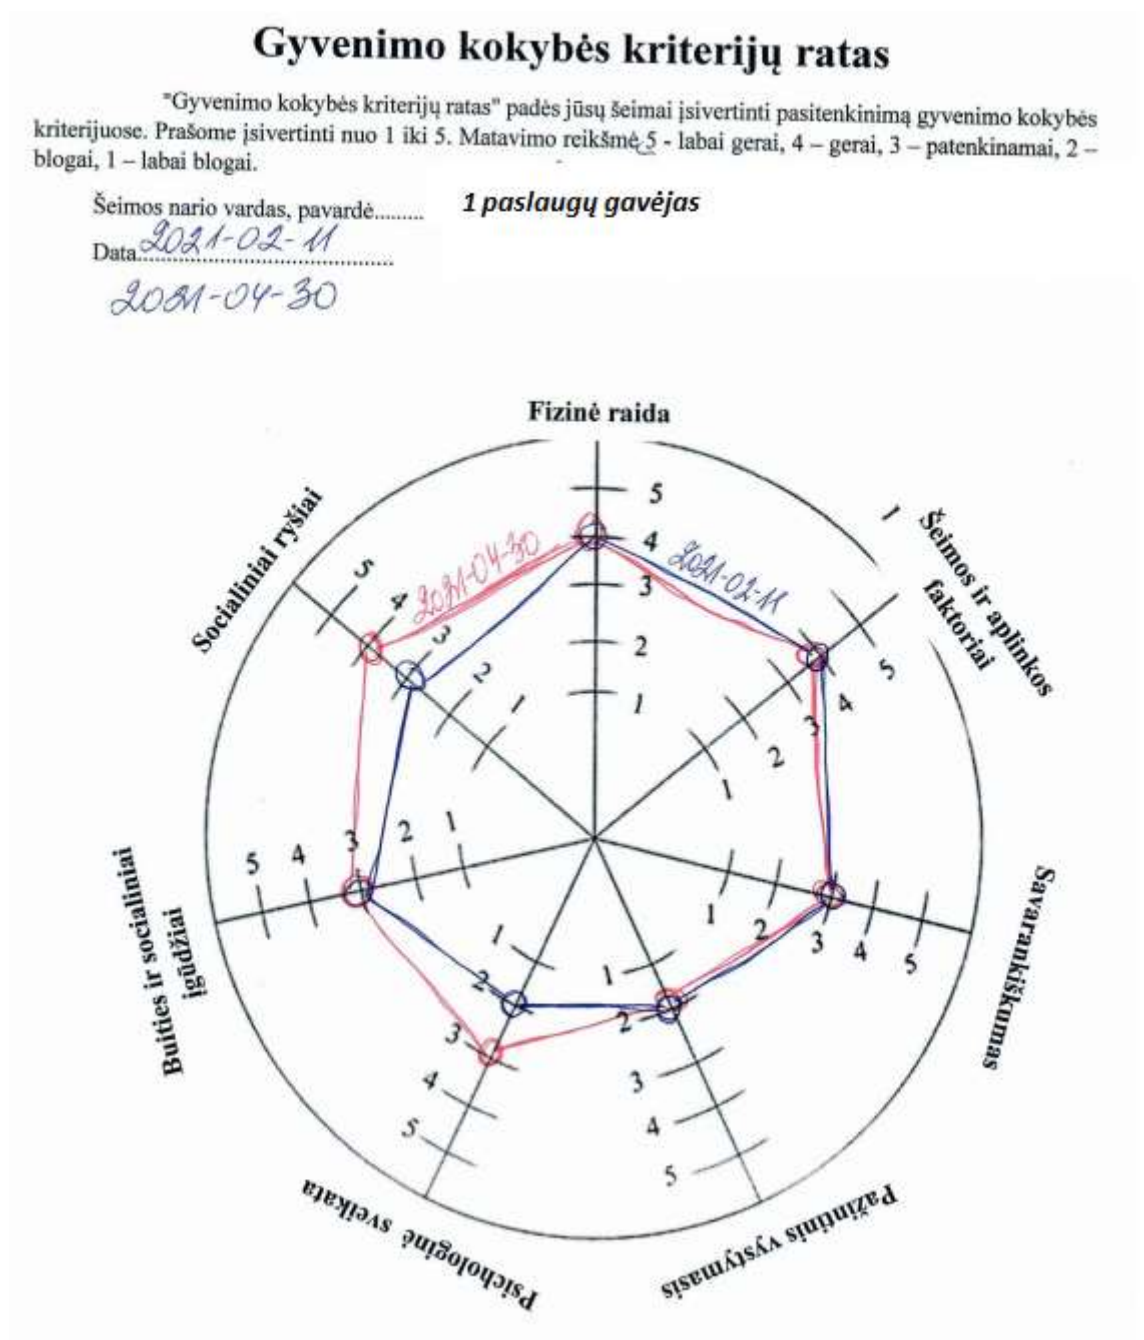 Gyvenimo kokybės kriterijų ratas
"Gyvenimo kokybės kriterijų ratas" padės jūsų šeimai įsivertinti pasitenkinimą gyvenimo kokybės
kriterijuose. Prašome įsivertinti nuo 1 iki 5. Matavimo reikšmė 5 - labai gerai, 4 – gerai, 3 – patenkinamai, 2 –
blogai, 1 – labai blogai.
Šeimos nario vardas, pavardė......... 1 paslaugų gavėjas
Data 2021-02-11
2021-04-30
Fizinė raida
5
4
3
2
1
2021-02-11
1
Šeimos ir aplinkos
faktoriai
5
4
3
2
1
Savarankiškumas
1
2
3
4
5
Pažintinis vystymasis
1
2
3
4
5
Psichologinė sveikata
1
2
3
4
5
Buities ir socialiniai
įgūdžiai
5
4
3
2
1
Socialiniai ryšiai
5
4
3
2
1
2021-04-30